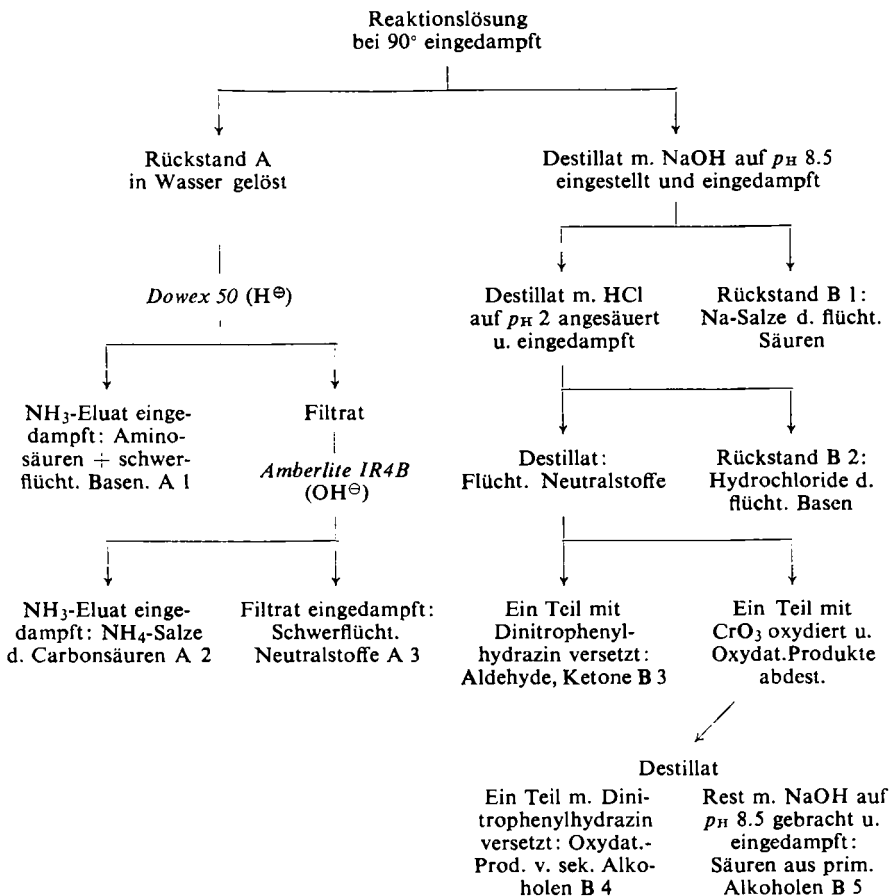 Reaktionslösung
bei 90° eingedampft
Rückstand A
in Wasser gelöst
Destillat m. NaOH auf pH 8.5
eingestellt und eingedampft
Dowex 50 (H⊕)
Destillat m. HCl
auf pH 2 angesäuert
u. eingedampft
Rückstand B 1:
Na-Salze d. flücht.
Säuren
NH₃-Eluat einge-
dampft: Amino-
säuren + schwer-
flücht. Basen. A 1
Filtrat
Amberlite IR4B
(OH⊖)
Destillat:
Flücht. Neutralstoffe
Rückstand B 2:
Hydrochloride d.
flücht. Basen
NH₃-Eluat einge-
dampft: NH₄-Salze
d. Carbonsäuren A 2
Filtrat eingedampft:
Schwerflücht.
Neutralstoffe A 3
Ein Teil mit
Dinitrophenyl-
hydrazin versetzt:
Aldehyde, Ketone B 3
Ein Teil mit
CrO₃ oxydiert u.
Oxydat.Produkte
abdest.
Destillat
Ein Teil m. Dini-
trophenylhydrazin
versetzt: Oxydat.-
Prod. v. sek. Alko-
holen B 4
Rest m. NaOH auf
pH 8.5 gebracht u.
eingedampft:
Säuren aus prim.
Alkoholen B 5